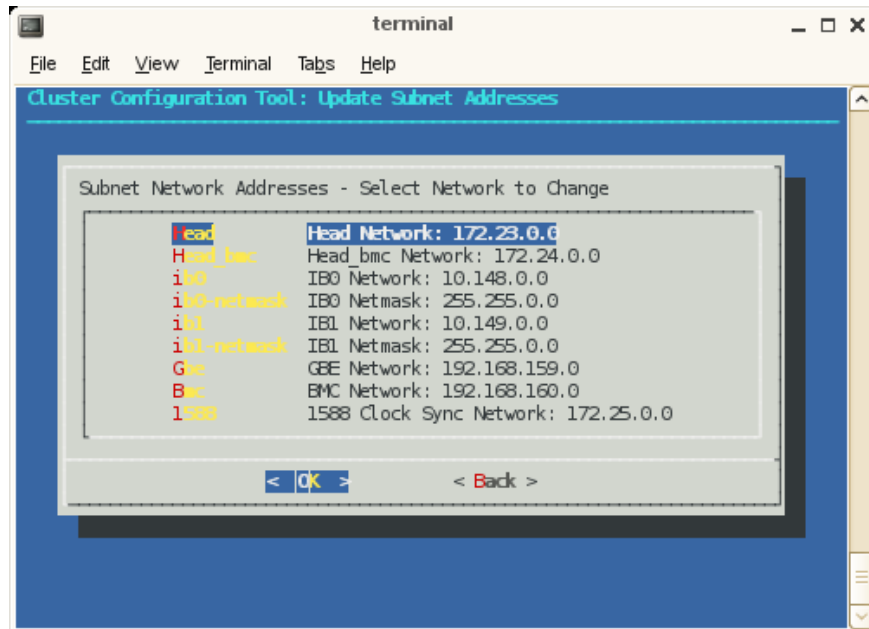 terminal
File Edit View Terminal Tabs Help
Cluster Configuration Tool: Update Subnet Addresses
Subnet Network Addresses - Select Network to Change
Head Head Network: 172.23.0.0
Head_bmc Head_bmc Network: 172.24.0.0
ib0 IB0 Network: 10.148.0.0
ib0-netmask IB0 Netmask: 255.255.0.0
ib1 IB1 Network: 10.149.0.0
ib1-netmask IB1 Netmask: 255.255.0.0
Gbe GBE Network: 192.168.159.0
Bmc BMC Network: 192.168.160.0
1588 1588 Clock Sync Network: 172.25.0.0
< OK > < Back >